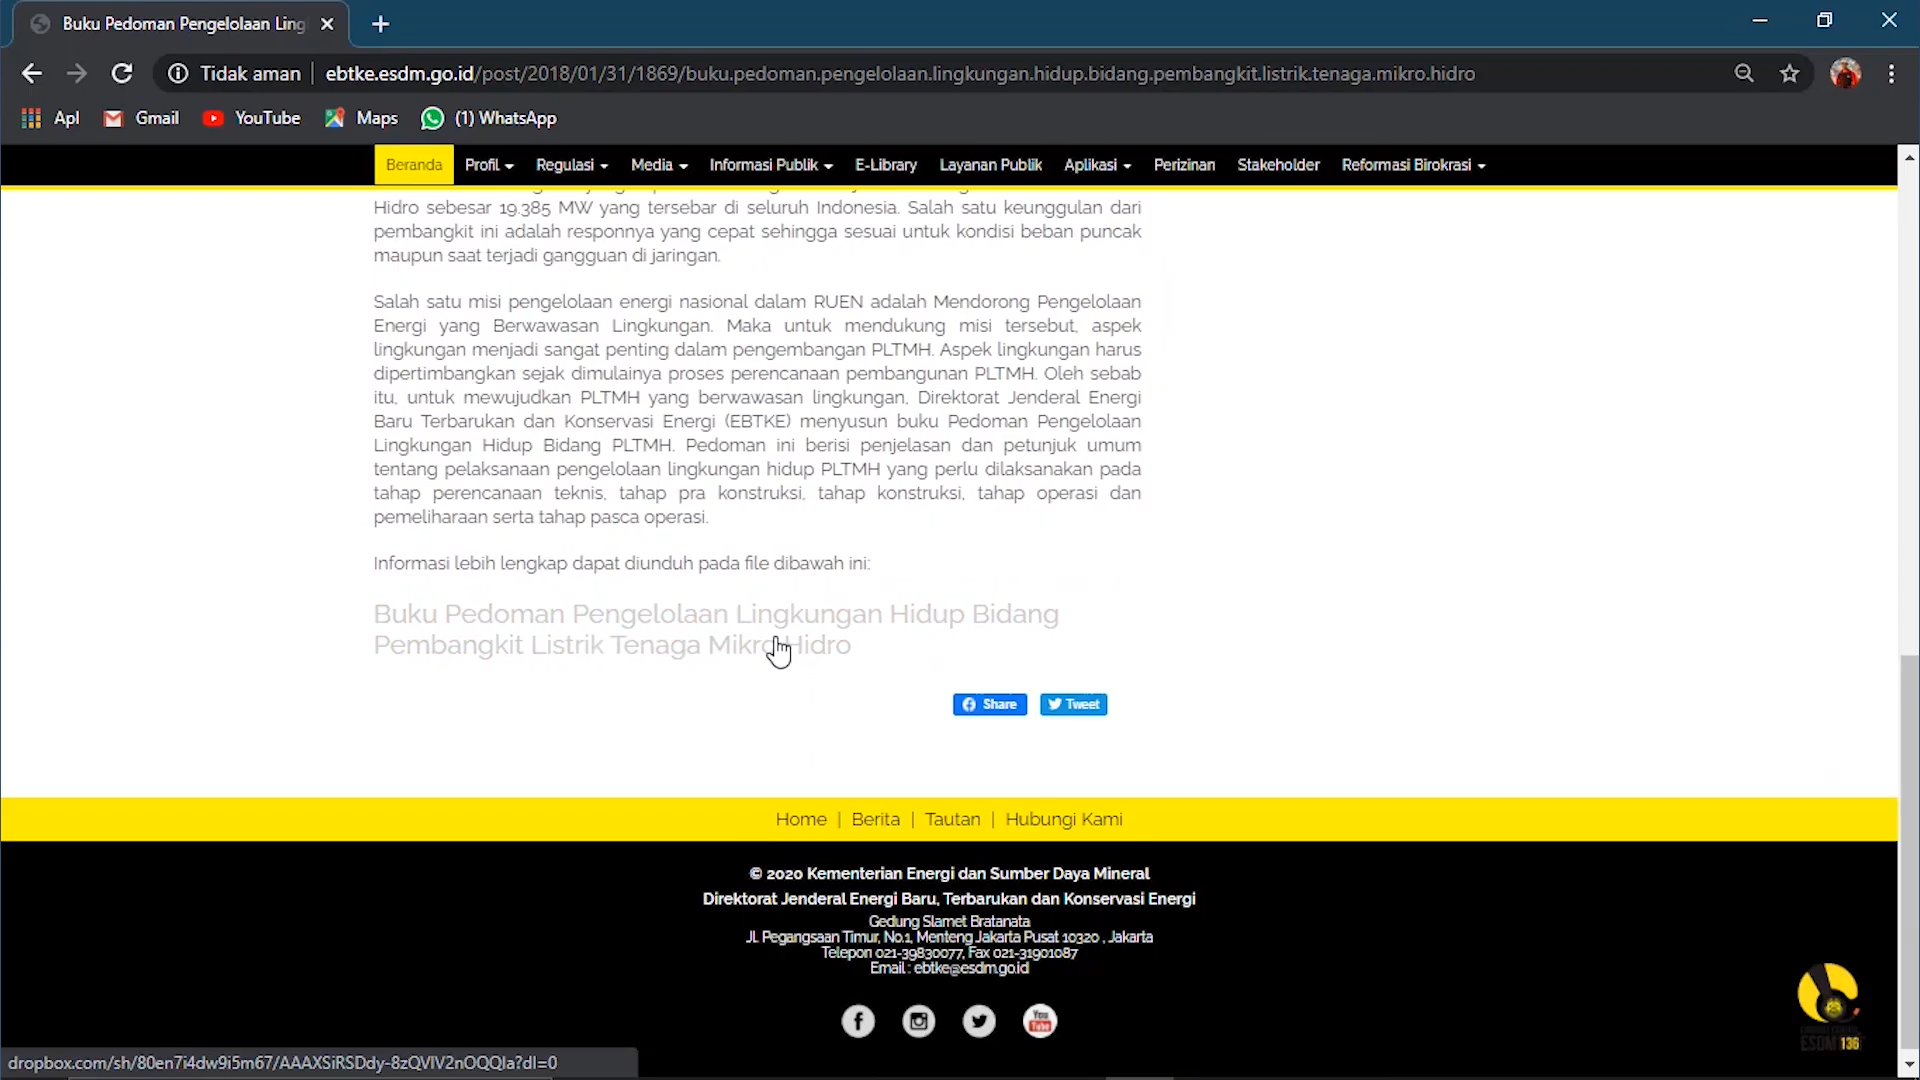 Buku Pedoman Pengelolaan Ling
Tidak aman
ebtke.esdm.go.id/post/2018/01/31/1869/buku.pedoman.pengelolaan.lingkungan.hidup.bidang.pembangkit.listrik.tenaga.mikro.hidro
Apl Gmail YouTube Maps (1) WhatsApp
Beranda Profil Regulasi Media Informasi Publik E-Library Layanan Publik Aplikasi Perizinan Stakeholder Reformasi Birokrasi
Hidro sebesar 19.385 MW yang tersebar di seluruh Indonesia. Salah satu keunggulan dari
pembangkit ini adalah responnya yang cepat sehingga sesuai untuk kondisi beban puncak
maupun saat terjadi gangguan di jaringan.
Salah satu misi pengelolaan energi nasional dalam RUEN adalah Mendorong Pengelolaan
Energi yang Berwawasan Lingkungan. Maka untuk mendukung misi tersebut, aspek
lingkungan menjadi sangat penting dalam pengembangan PLTMH. Aspek lingkungan harus
dipertimbangkan sejak dimulainya proses perencanaan pembangunan PLTMH. Oleh sebab
itu, untuk mewujudkan PLTMH yang berwawasan lingkungan, Direktorat Jenderal Energi
Baru Terbarukan dan Konservasi Energi (EBTKE) menyusun buku Pedoman Pengelolaan
Lingkungan Hidup Bidang PLTMH. Pedoman ini berisi penjelasan dan petunjuk umum
tentang pelaksanaan pengelolaan lingkungan hidup PLTMH yang perlu dilaksanakan pada
tahap perencanaan teknis, tahap pra konstruksi, tahap konstruksi, tahap operasi dan
pemeliharaan serta tahap pasca operasi.
Informasi lebih lengkap dapat diunduh pada file dibawah ini:
Buku Pedoman Pengelolaan Lingkungan Hidup Bidang
Pembangkit Listrik Tenaga Mikro Hidro
Share Tweet
Home | Berita | Tautan | Hubungi Kami
© 2020 Kementerian Energi dan Sumber Daya Mineral
Direktorat Jenderal Energi Baru, Terbarukan dan Konservasi Energi
Gedung Slamet Bratanata
Jl. Pegangsaan Timur, No.1, Menteng Jakarta Pusat 10320 , Jakarta
Telepon 021-39830077, Fax 021-31901087
Email : ebtke@esdm.go.id
You Tube
ESDM 136
dropbox.com/sh/80en7i4dw9i5m67/AAAXSiRSDdy-8zQVIV2nOQQla?dl=0